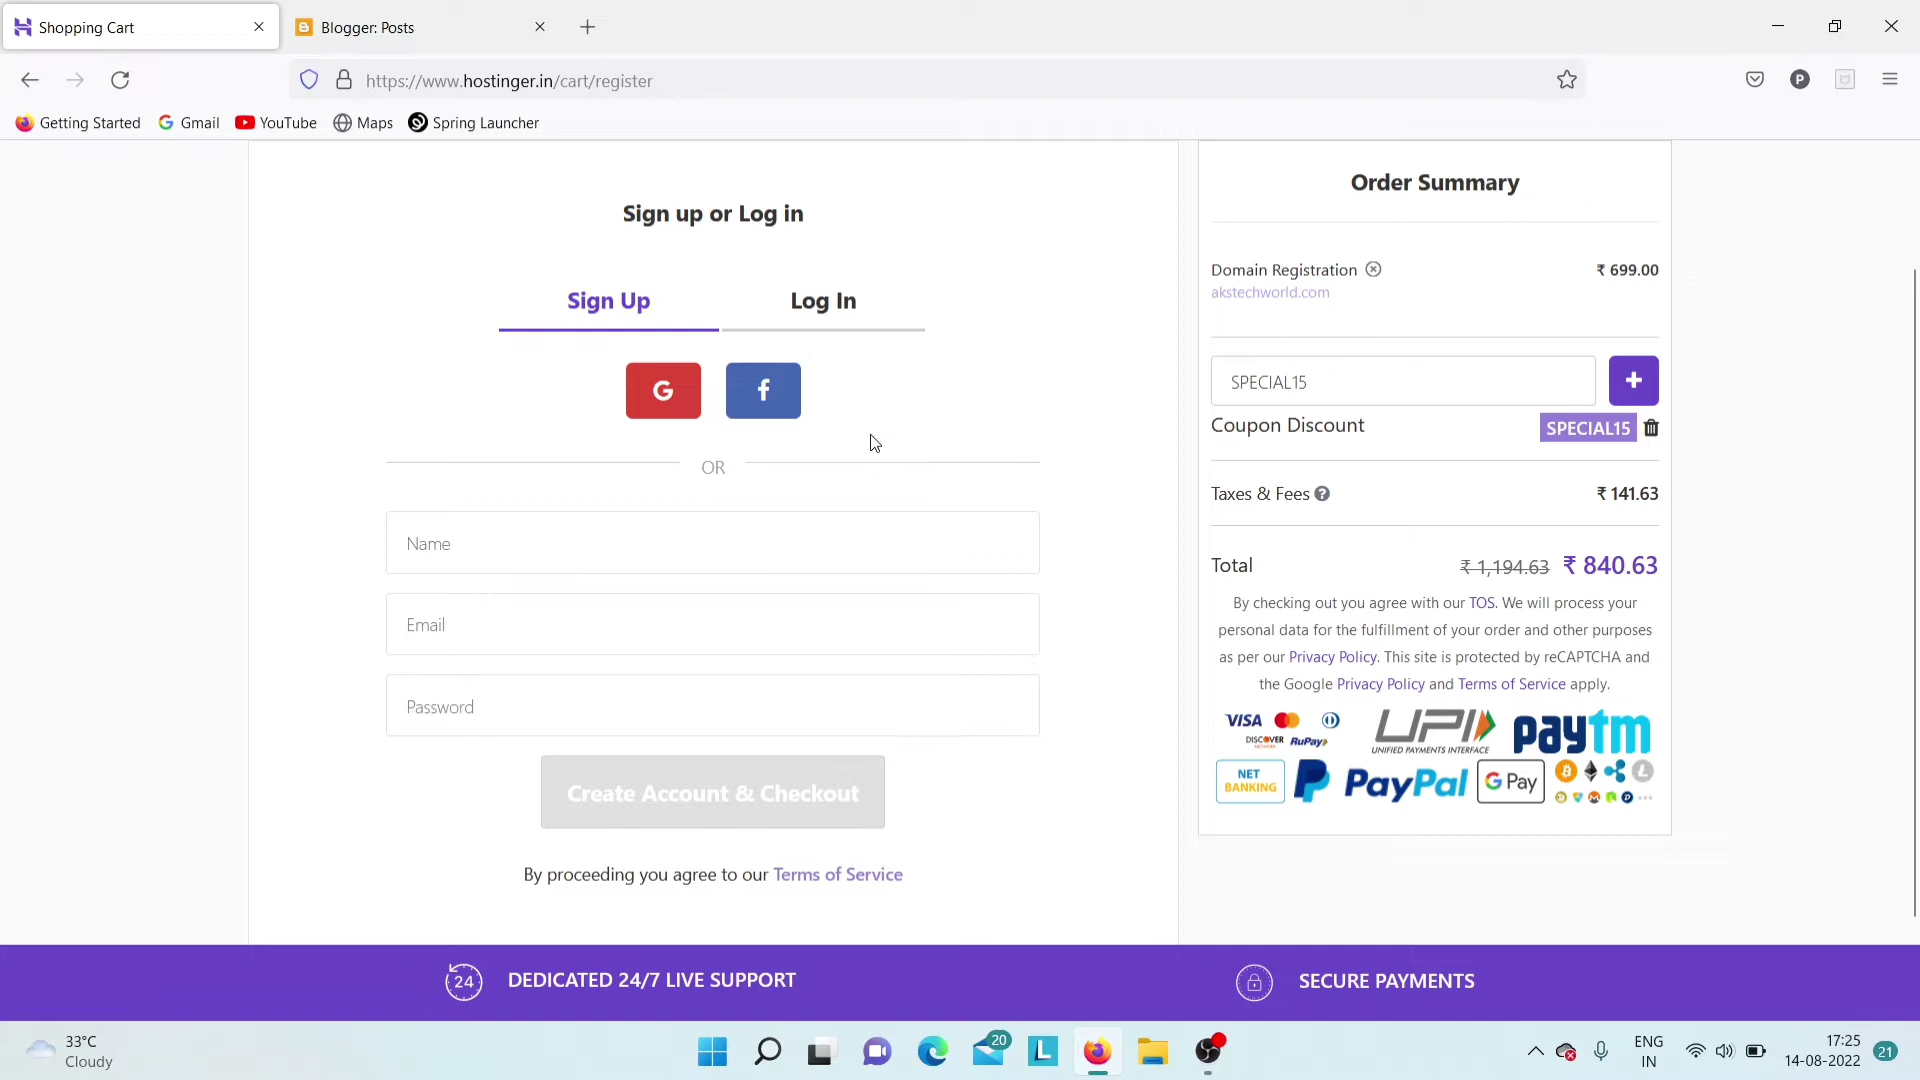 Shopping Cart
Blogger: Posts
https://www.hostinger.in/cart/register
P
Getting Started
Gmail
YouTube
Maps
Spring Launcher
Sign up or Log in
Sign Up
Log In
G
f
OR
Name
Email
Password
Create Account & Checkout
By proceeding you agree to our Terms of Service
Order Summary
Domain Registration
₹ 699.00
akstechworld.com
SPECIAL15
+
Coupon Discount
SPECIAL15
Taxes & Fees ?
₹ 141.63
Total
₹ 1,194.63 ₹ 840.63
By checking out you agree with our TOS. We will process your
personal data for the fulfillment of your order and other purposes
as per our Privacy Policy. This site is protected by reCAPTCHA and
the Google Privacy Policy and Terms of Service apply.
VISA
DISCOVER
RuPay
UPI
UNIFIED PAYMENTS INTERFACE
paytm
NET
BANKING
PayPal
G Pay
24
DEDICATED 24/7 LIVE SUPPORT
SECURE PAYMENTS
33°C
Cloudy
20
L
ENG
IN
17:25
14-08-2022
21